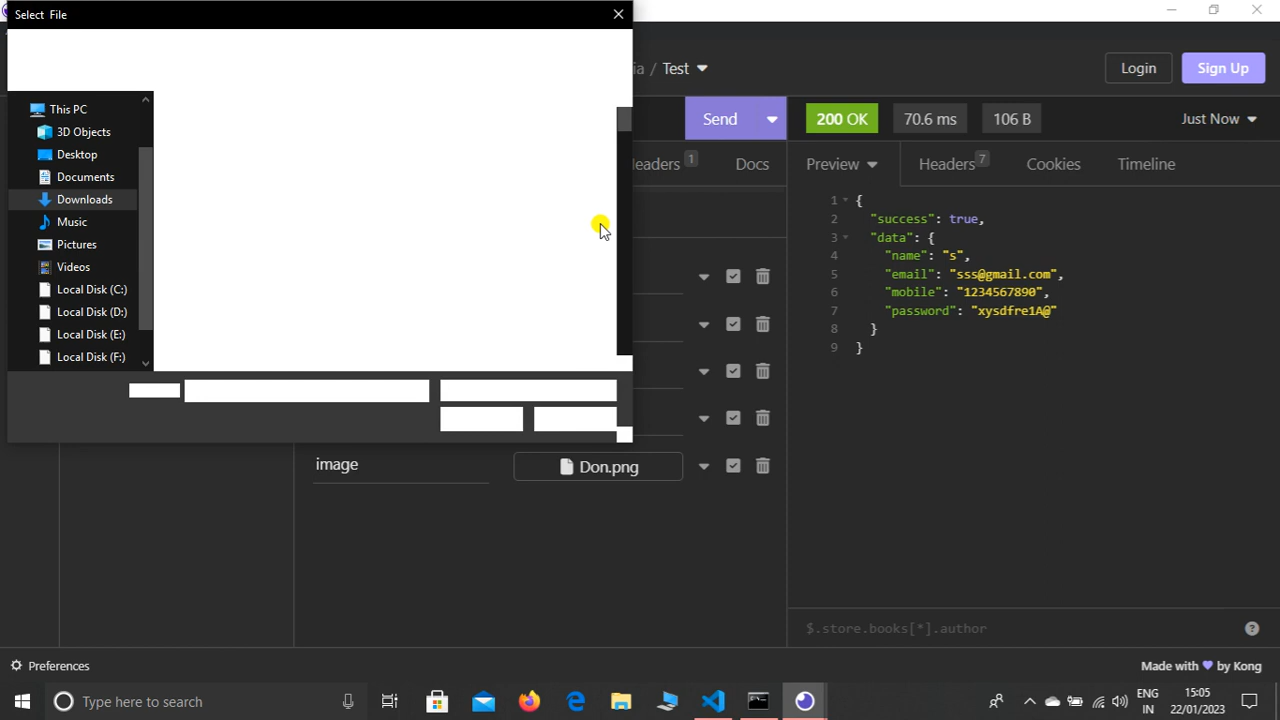 Select File
This PC
3D Objects
Desktop
Documents
Downloads
Music
Pictures
Videos
Local Disk (C:)
Local Disk (D:)
Local Disk (E:)
Local Disk (F:)
/ Test
Login
Sign Up
Send
200 OK
70.6 ms
106 B
Just Now
Headers 1
Docs
Preview
Headers 7
Cookies
Timeline
1 {
2 "success": true,
3 "data": {
4 "name": "s",
5 "email": "sss@gmail.com",
6 "mobile": "1234567890",
7 "password": "xysdfre1A@"
8 }
9 }
image
Don.png
$.store.books[*].author
Preferences
Made with by Kong
Type here to search
ENG
IN
15:05
22/01/2023